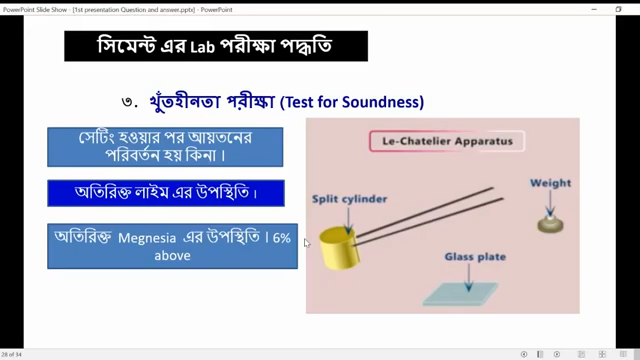 PowerPoint Slide Show - [1st presentation Question and answer.pptx] - PowerPoint
সিমেন্ট এর Lab পরীক্ষা পদ্ধতি
৩. খুঁতহীনতা পরীক্ষা (Test for Soundness)
সেটিং হওয়ার পর আয়তনের
পরিবর্তন হয় কিনা ।
অতিরিক্ত লাইম এর উপস্থিতি ।
অতিরিক্ত Megnesia এর উপস্থিতি । 6%
above
Le-Chatelier Apparatus
Split cylinder
Weight
Glass plate
28 of 34